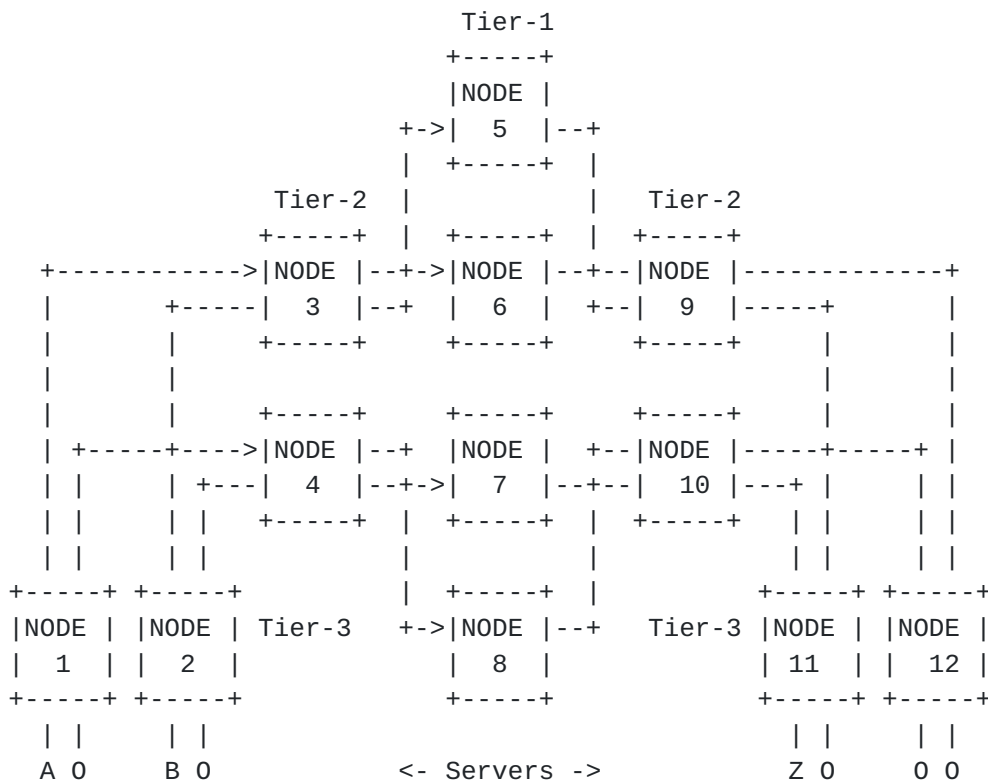 Tier-1
NODE
5
Tier-2 Tier-2
NODE NODE NODE
3 6 9
NODE NODE NODE
4 7 10
NODE NODE Tier-3 NODE Tier-3 NODE NODE
1 2 8 11 12
A O B O <- Servers -> Z O O O